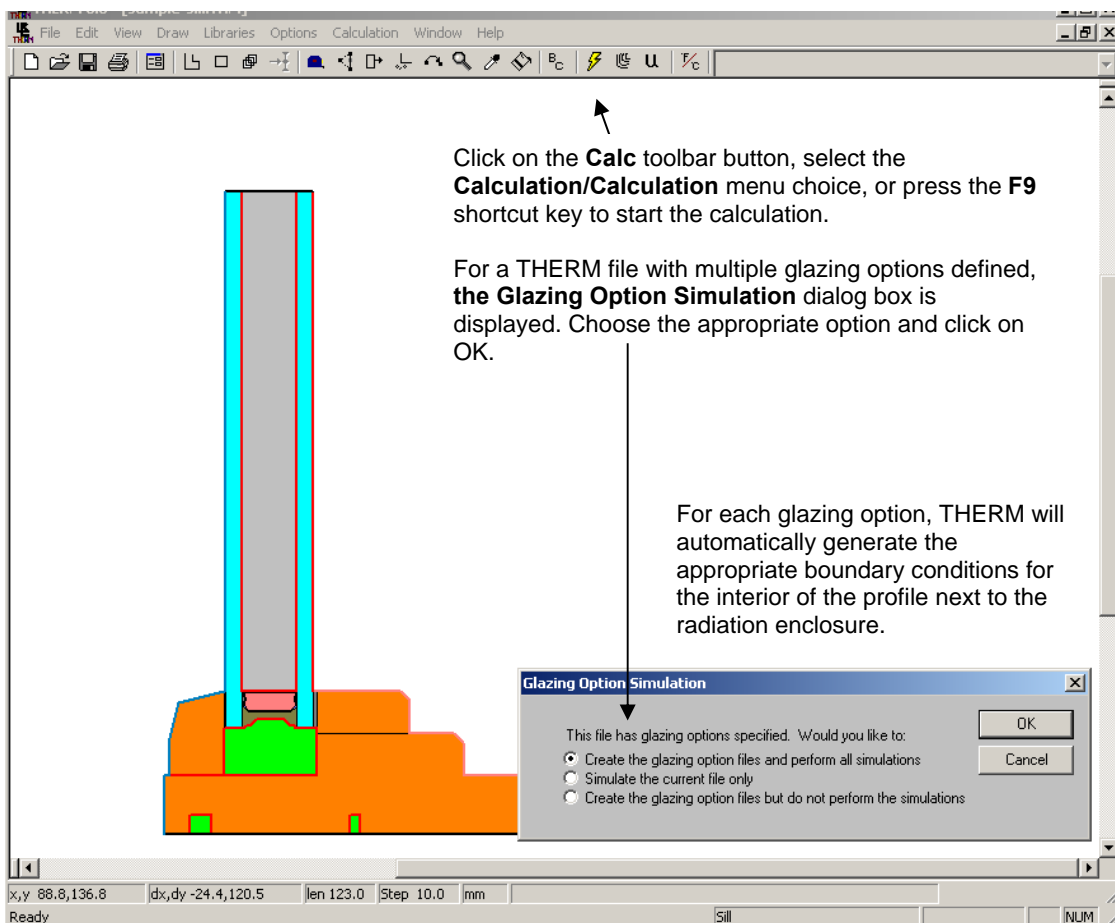 File Edit View Draw Libraries Options Calculation Window Help
Click on the Calc toolbar button, select the
Calculation/Calculation menu choice, or press the F9
shortcut key to start the calculation.
For a THERM file with multiple glazing options defined,
the Glazing Option Simulation dialog box is
displayed. Choose the appropriate option and click on
OK.
For each glazing option, THERM will
automatically generate the
appropriate boundary conditions for
the interior of the profile next to the
radiation enclosure.
Glazing Option Simulation
This file has glazing options specified. Would you like to:
Create the glazing option files and perform all simulations
Simulate the current file only
Create the glazing option files but do not perform the simulations
OK
Cancel
x,y 88.8,136.8 dx,dy -24.4,120.5 len 123.0 Step 10.0 mm
Ready Sill NUM